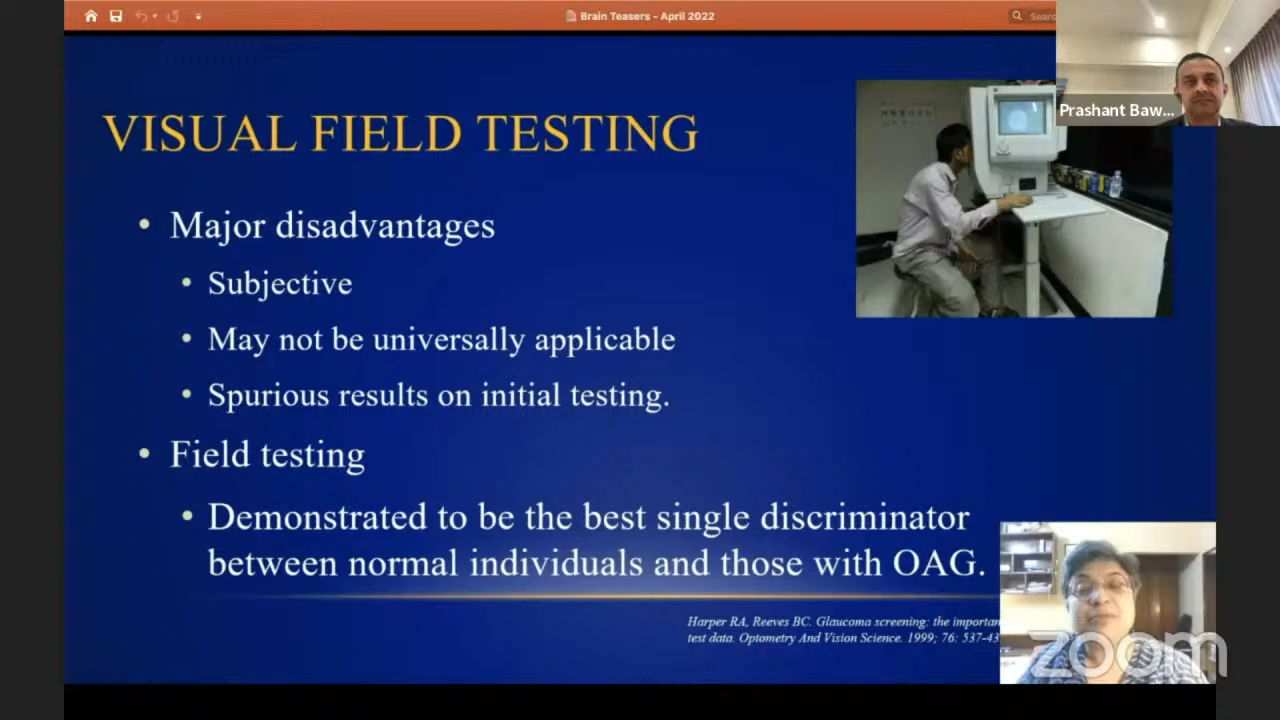 Brain Teasers - April 2022
Prashant Baw...
VISUAL FIELD TESTING
• Major disadvantages
• Subjective
• May not be universally applicable
• Spurious results on initial testing.
• Field testing
• Demonstrated to be the best single discriminator
between normal individuals and those with OAG.
Harper RA, Reeves BC. Glaucoma screening: the importan
test data. Optometry And Vision Science. 1999; 76: 537-43
zoom